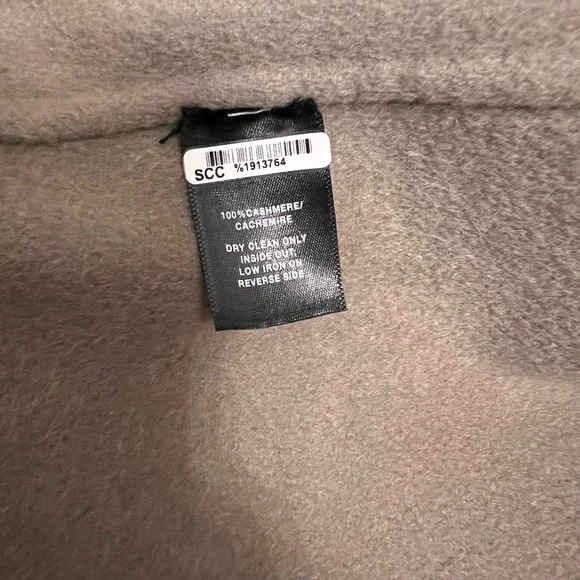 SCC %1913764
100%CASHMERE/
CACHEMIRE
DRY CLEAN ONLY
INSIDE OUT.
LOW IRON ON
REVERSE SIDE